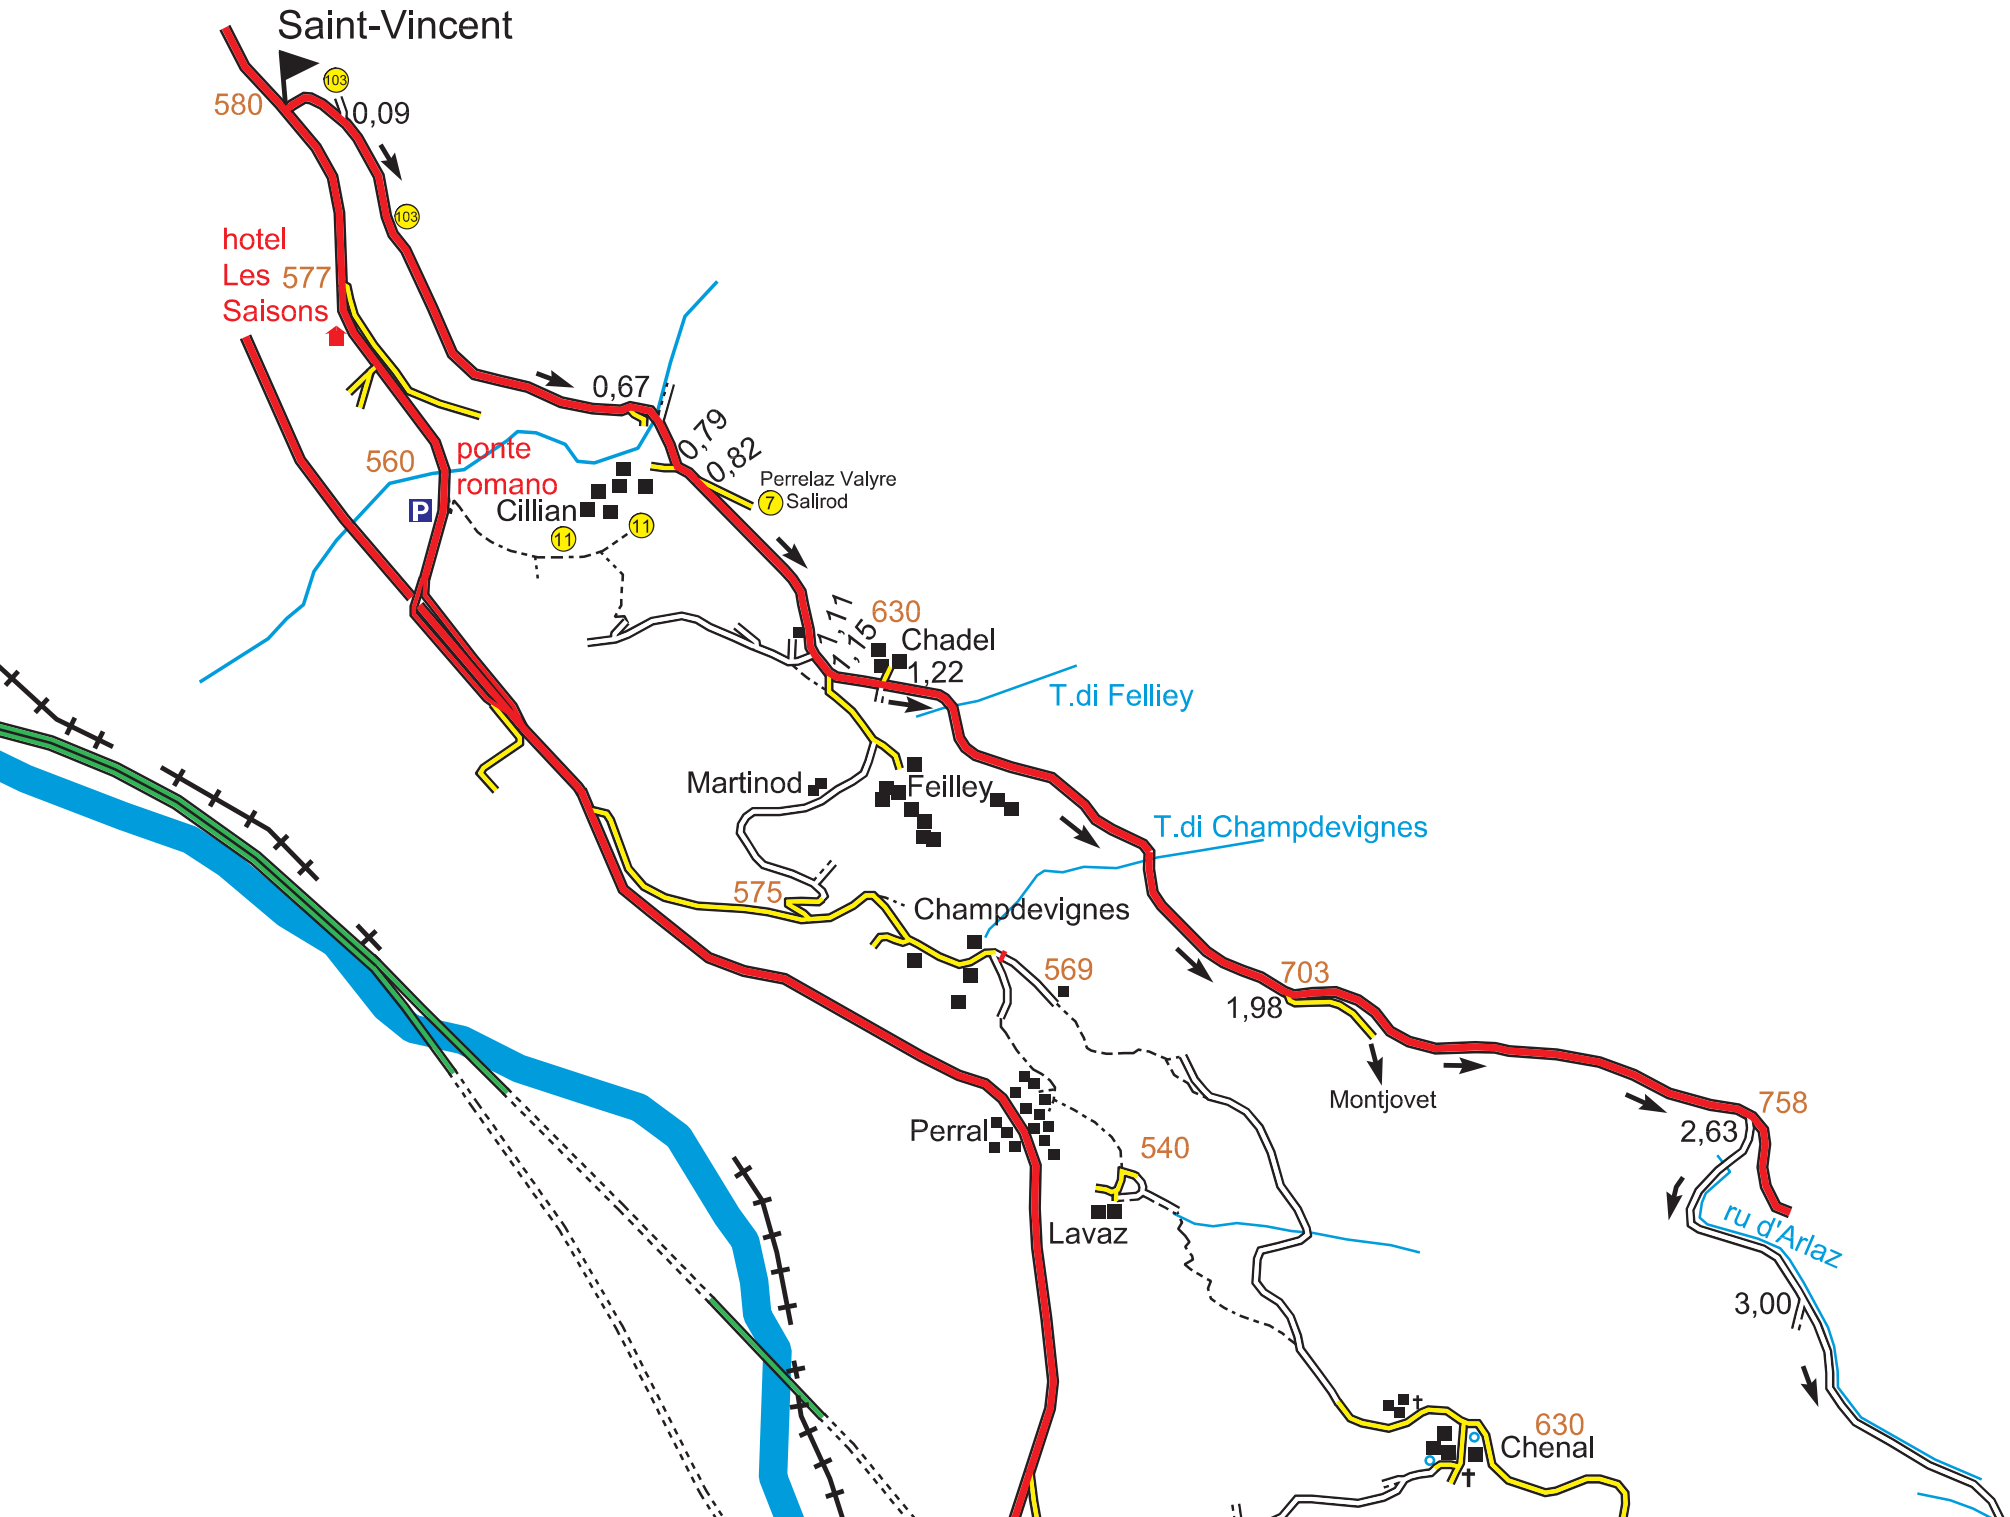 Saint-Vincent
103
580
0,09
103
hotel
Les 577
Saisons
0,67
0,79
0,82
560
ponte
romano
Perrelaz Valyre
7 Salirod
P
Cillian
11
11
1,11
1,15
630
Chadel
1,22
T.di Felliey
Martinod
Feilley
T.di Champdevignes
575
Champdevignes
569
703
1,98
Montjovet
758
2,63
Perral
540
Lavaz
ru d'Arlaz
3,00
630
Chenal